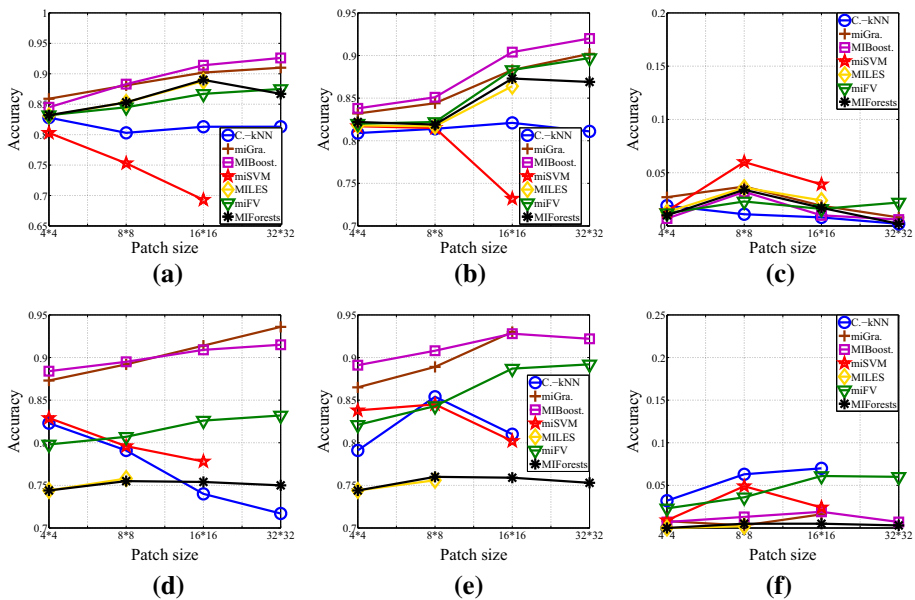 1
0.95
0.9
0.8
0.8
0.75
0.7
0.65
Accuracy
C.-kNN
miGra.
MIBoost.
miSVM
MILES
miFV
MIForests
4*4 8*8 16*16 32*32
Patch size
(a)
0.95
0.9
0.85
0.8
0.75
0.7
Accuracy
C.-kNN
miGra.
MIBoost.
miSVM
MILES
miFV
MIForests
4*4 8*8 16*16 32*32
Patch size
(b)
0.2
0.15
0.1
0.05
0
Accuracy
C.-kNN
miGra.
MIBoost.
miSVM
MILES
miFV
MIForests
4*4 8*8 16*16 32*32
Patch size
(c)
0.95
0.9
0.85
0.8
0.75
0.7
Accuracy
4*4 8*8 16*16 32*32
Patch size
(d)
0.95
0.9
0.85
0.8
0.75
0.7
Accuracy
C.-kNN
miGra.
MIBoost.
miSVM
MILES
miFV
MIForests
4*4 8*8 16*16 32*32
Patch size
(e)
0.25
0.2
0.15
0.1
0.05
0
Accuracy
C.-kNN
miGra.
MIBoost.
miSVM
MILES
miFV
MIForests
4*4 8*8 16*16 32*32
Patch size
(f)